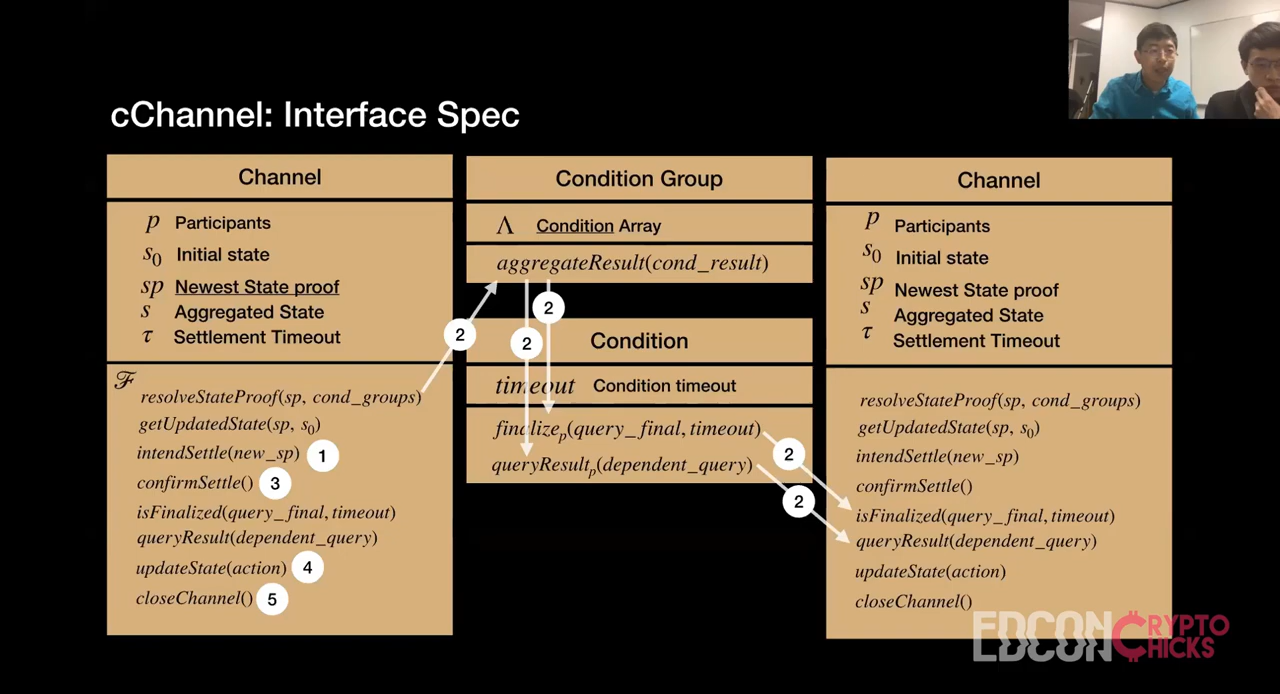 cChannel: Interface Spec
Channel
p Participants
s₀ Initial state
sp Newest State proof
s Aggregated State
τ Settlement Timeout
ℱ
resolveStateProof(sp, cond_groups)
getUpdatedState(sp, s₀)
intendSettle(new_sp) 1
confirmSettle() 3
isFinalized(query_final, timeout)
queryResult(dependent_query)
updateState(action) 4
closeChannel() 5
2
Condition Group
Λ Condition Array
aggregateResult(cond_result)
2
2
Condition
timeout Condition timeout
finalizeₚ(query_final, timeout)
queryResultₚ(dependent_query)
2
2
Channel
p Participants
s₀ Initial state
sp Newest State proof
s Aggregated State
τ Settlement Timeout
resolveStateProof(sp, cond_groups)
getUpdatedState(sp, s₀)
intendSettle(new_sp)
confirmSettle()
isFinalized(query_final, timeout)
queryResult(dependent_query)
updateState(action)
closeChannel()
EDCON CRYPTO
CHICKS